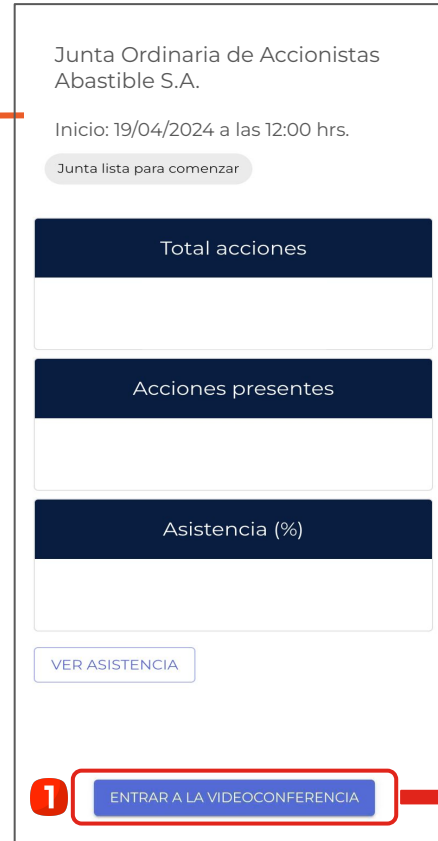 Junta Ordinaria de Accionistas
Abastible S.A.
Inicio: 19/04/2024 a las 12:00 hrs.
Junta lista para comenzar
Total acciones
Acciones presentes
Asistencia (%)
VER ASISTENCIA
1
ENTRAR A LA VIDEOCONFERENCIA